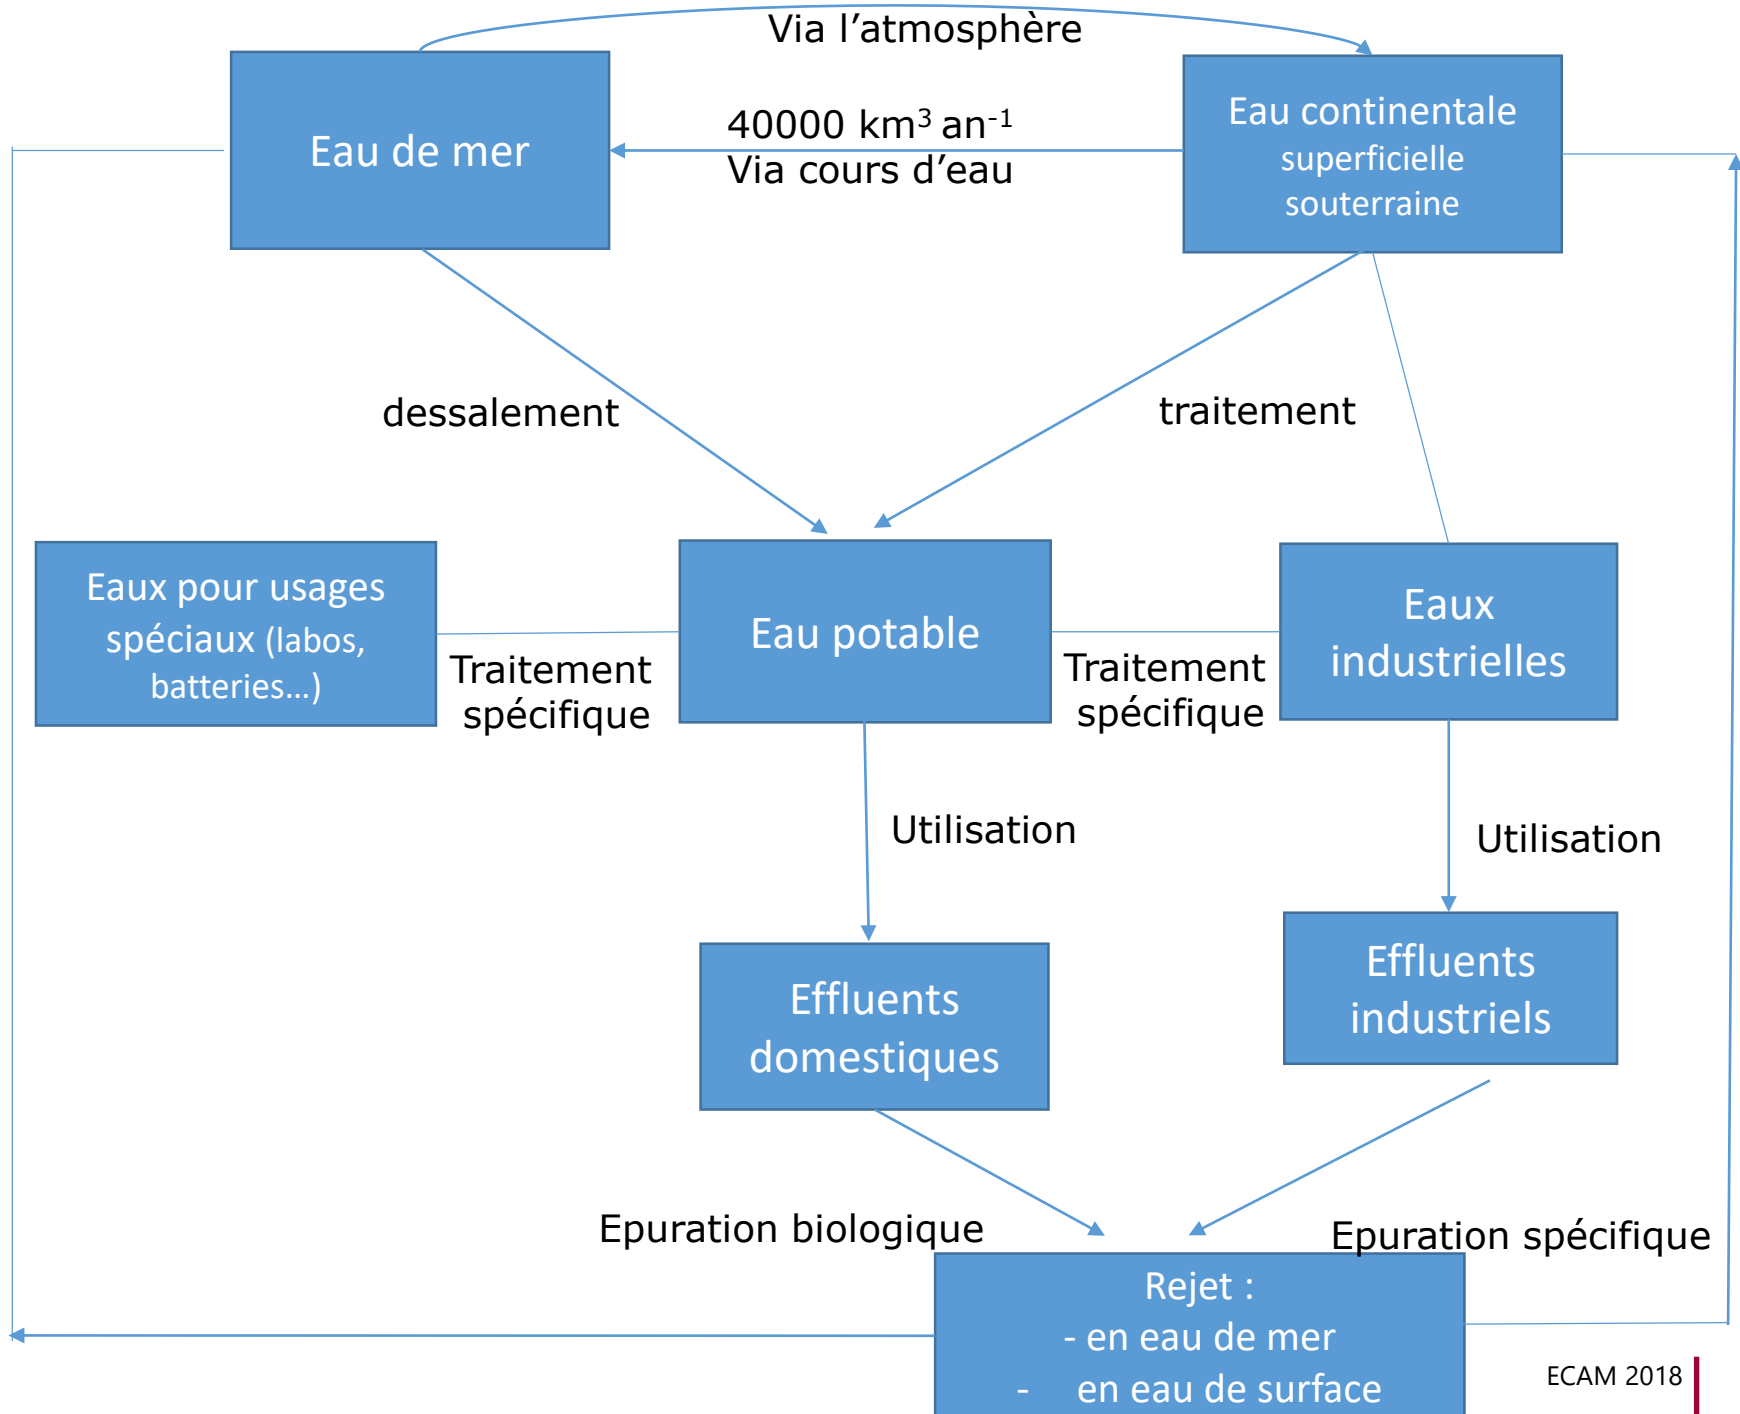 Via l’atmosphère
Eau de mer
40000 km³ an⁻¹
Via cours d’eau
Eau continentale
superficielle
souterraine
dessalement
traitement
Eaux pour usages
spéciaux (labos,
batteries…)
Traitement
spécifique
Eau potable
Traitement
spécifique
Eaux
industrielles
Utilisation
Utilisation
Effluents
domestiques
Effluents
industriels
Epuration biologique
Epuration spécifique
Rejet :
- en eau de mer
- en eau de surface
ECAM 2018